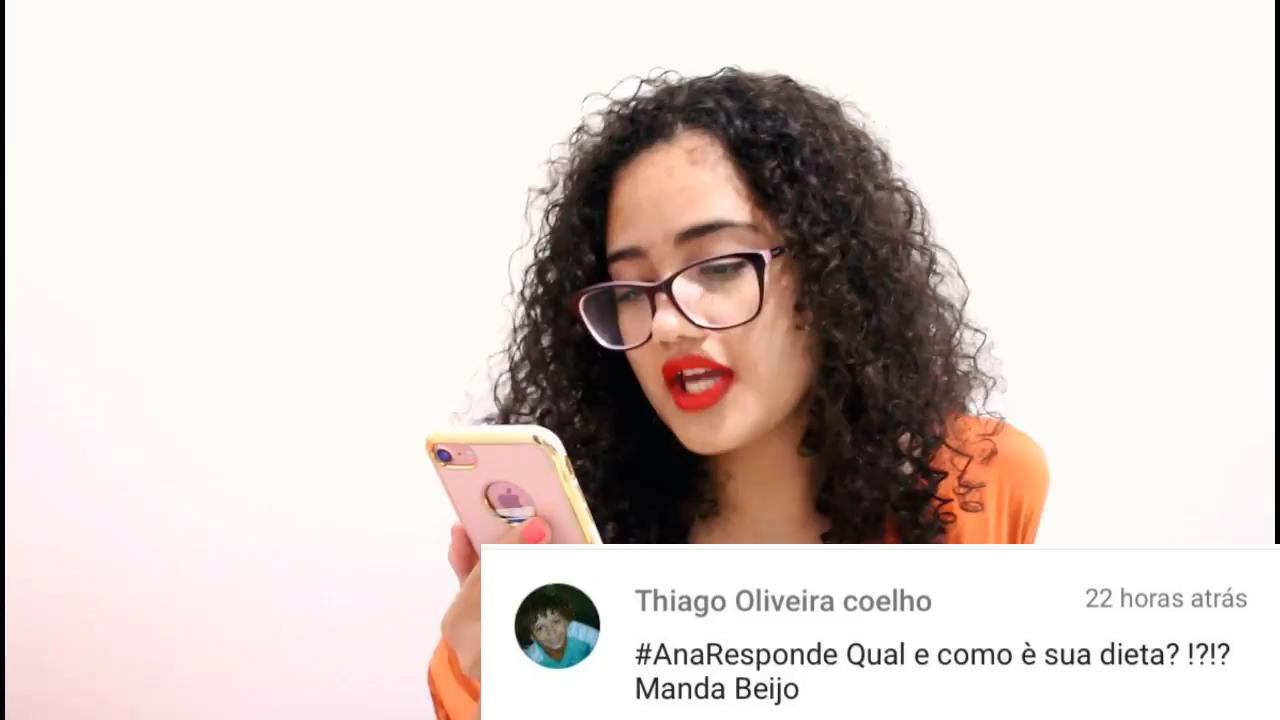 Thiago Oliveira coelho 22 horas atrás
#AnaResponde Qual e como è sua dieta? !?!?
Manda Beijo